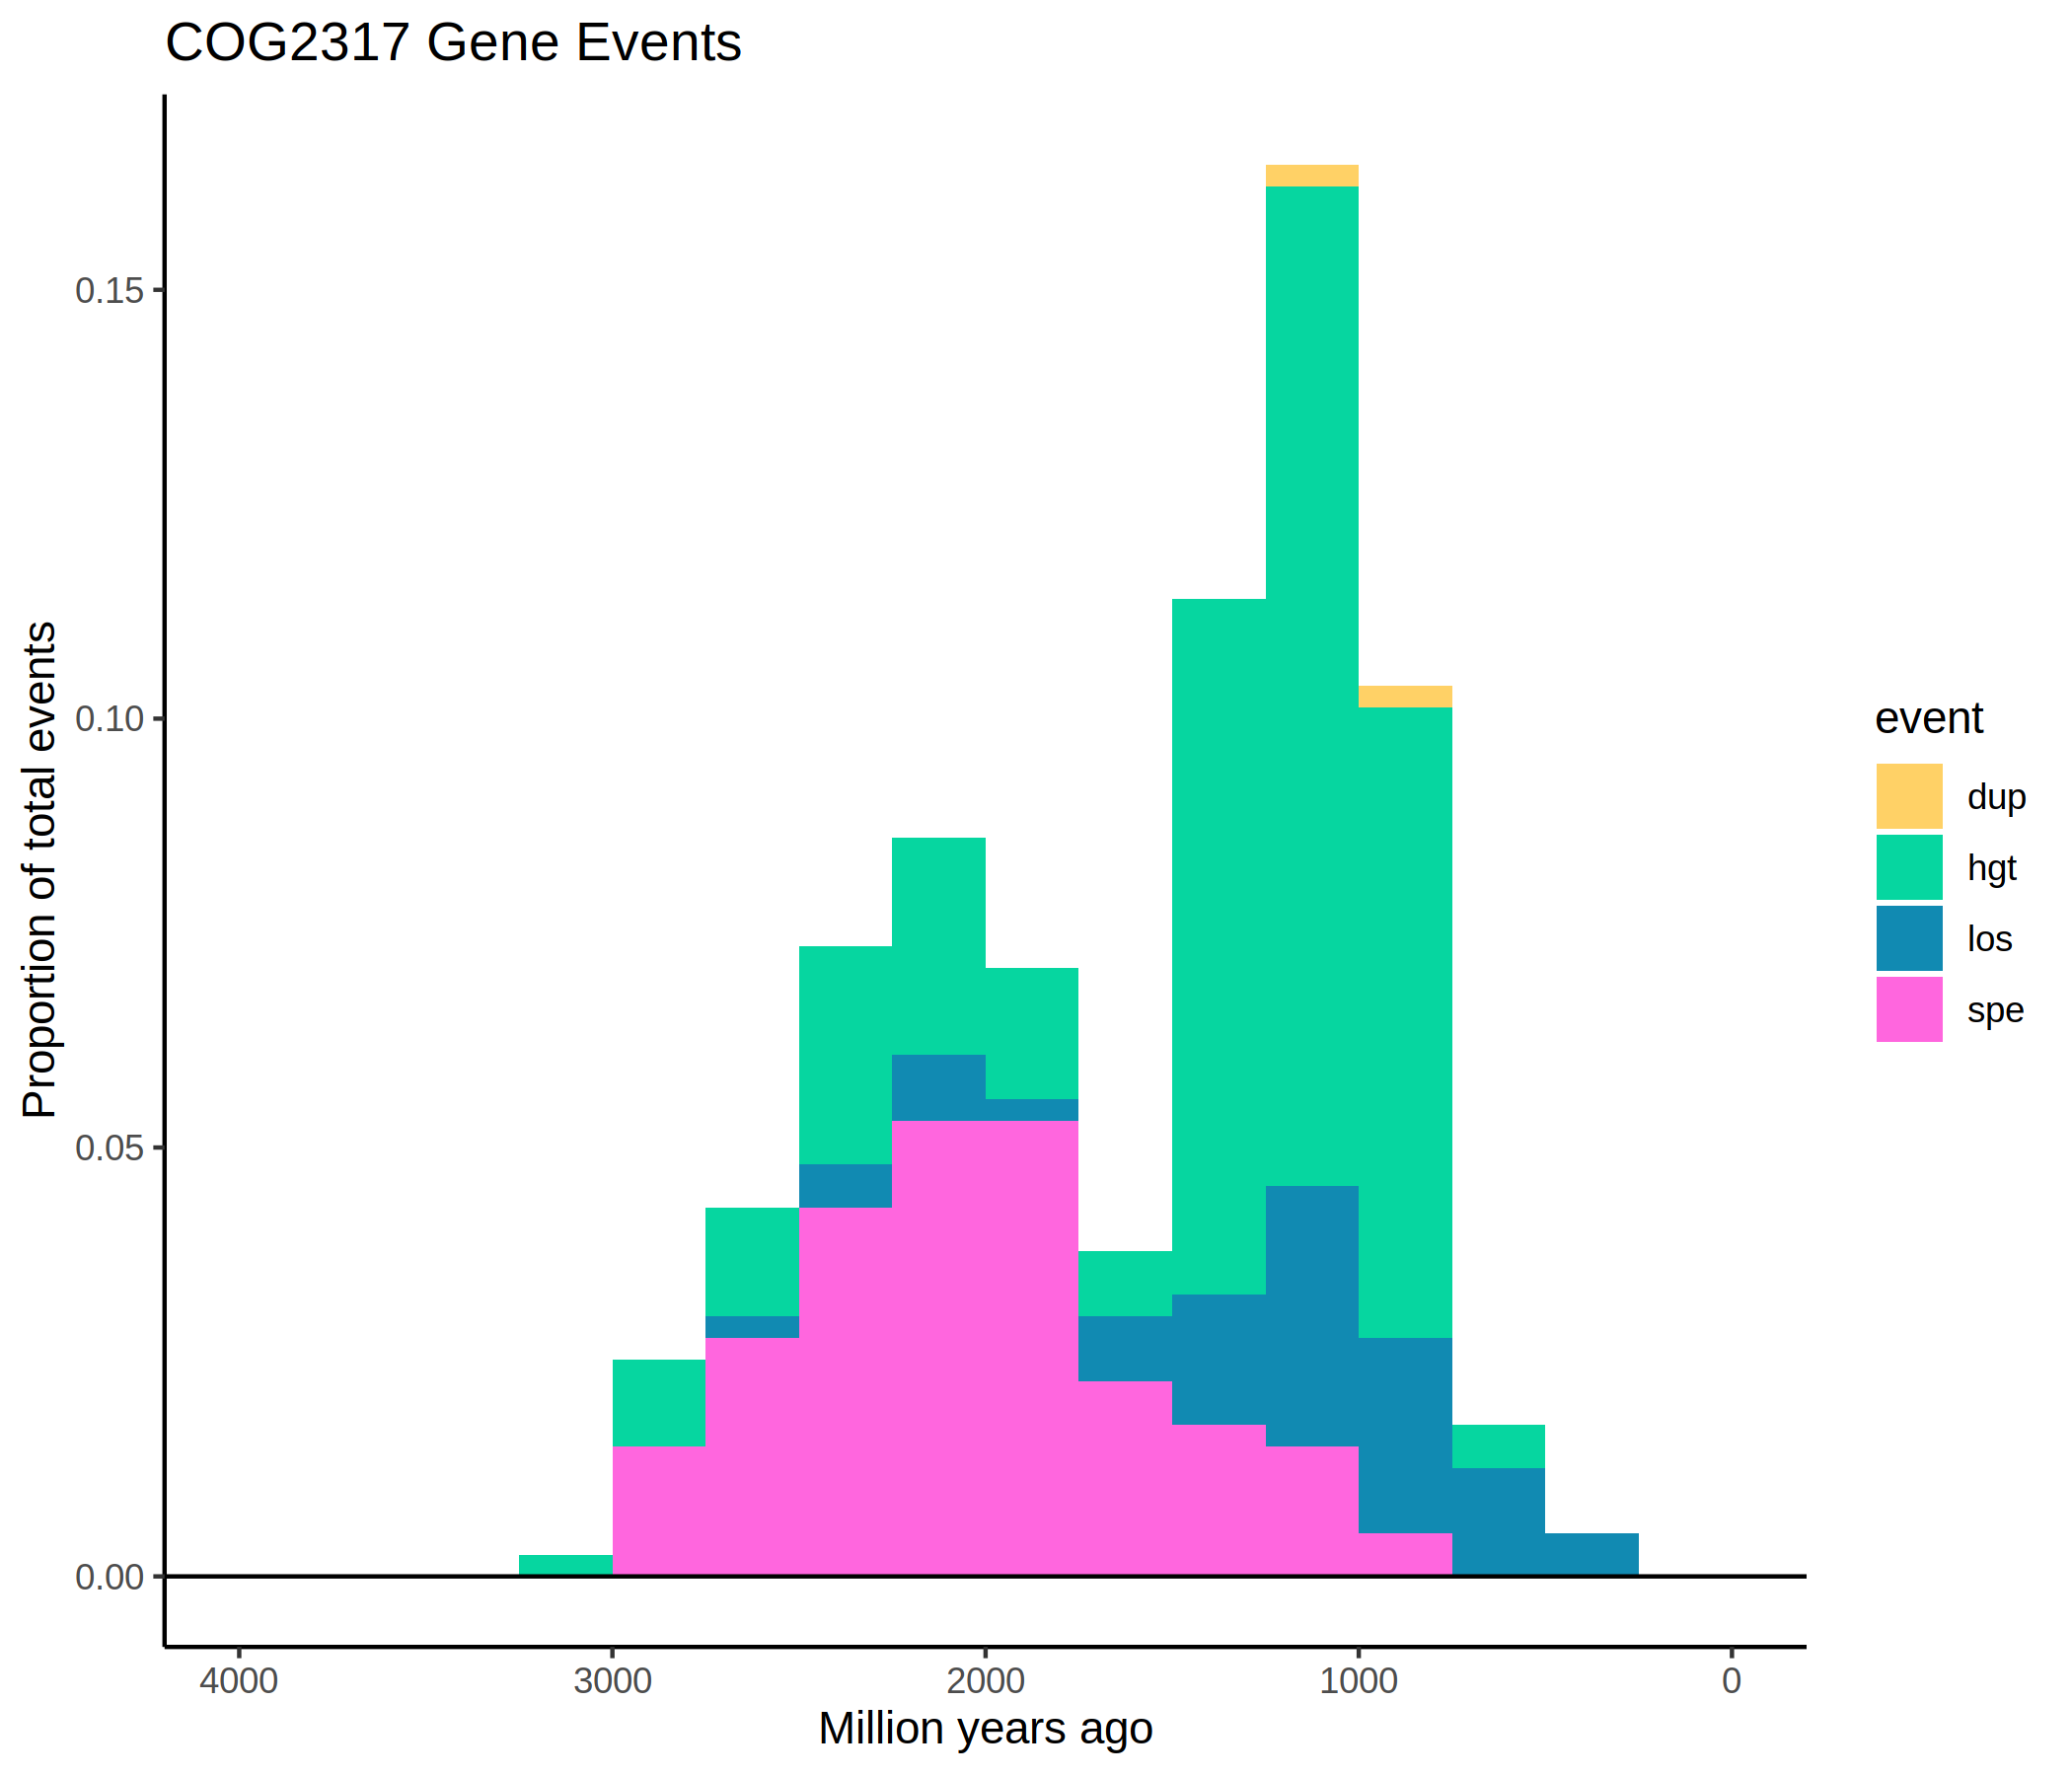 COG2317 Gene Events
Proportion of total events
0.15
0.10
0.05
0.00
4000 3000 2000 1000 0
Million years ago
event
dup
hgt
los
spe